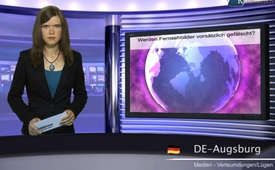 Werden Fernsehbilder vorsätzlich gefälscht?
DE-Augsburg
Medien - Verleumdungen/Lügen